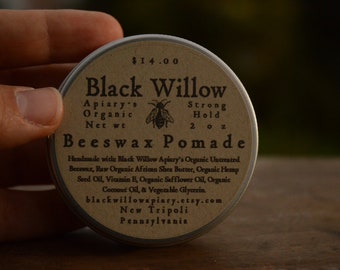 $14.00
Black Willow
Apiary's Strong
Organic Hold
Net wt 2 oz
Beeswax Pomade
Handmade with: Black Willow Apiary's Organic Untreated
Beeswax, Raw Organic African Shea Butter, Organic Hemp
Seed Oil, Vitamin E, Organic Safflower Oil, Organic
Coconut Oil, & Vegetable Glycerin.
blackwillowapiary.etsy.com
New Tripoli
Pennsylvania